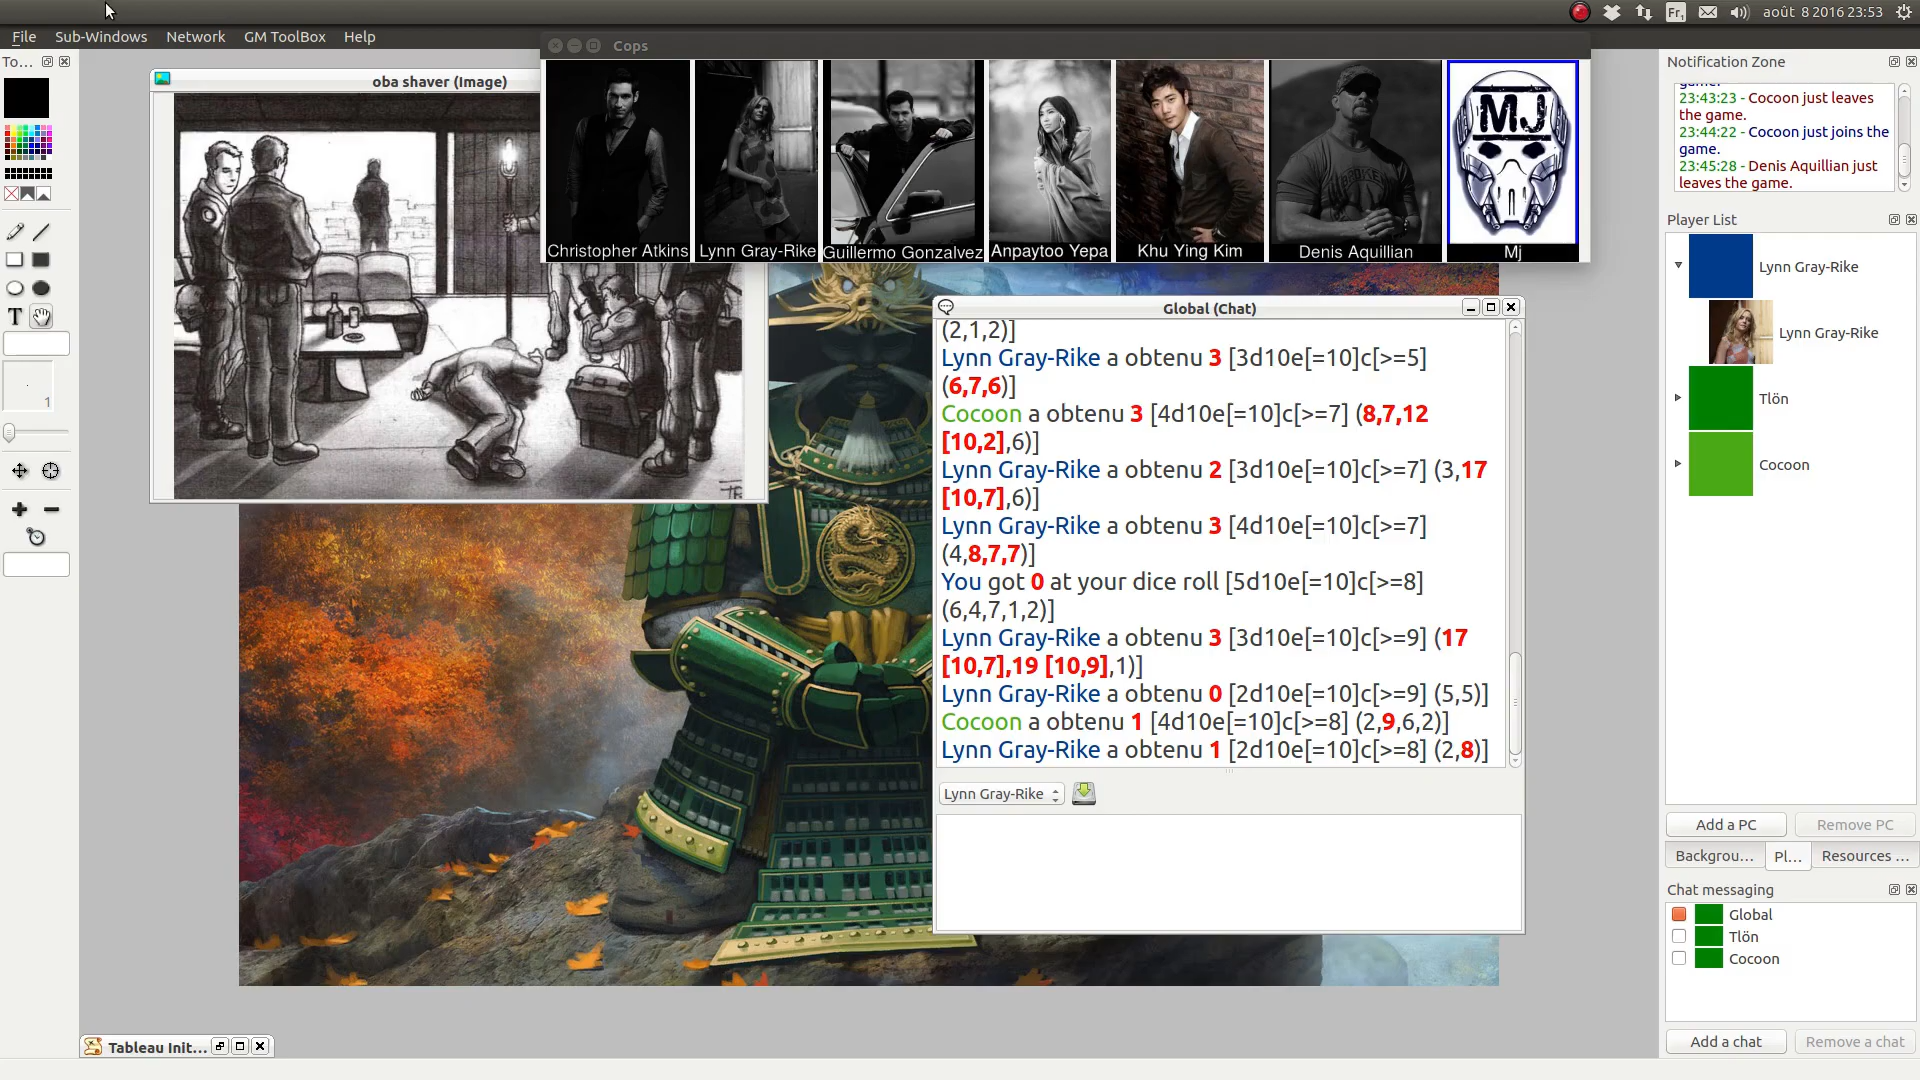 Fr₁ août 8 2016 23:53
File Sub-Windows Network GM ToolBox Help
To...
1
oba shaver (Image)
Cops
Christopher Atkins
Lynn Gray-Rike
Guillermo Gonzalvez
Anpaytoo Yepa
Khu Ying Kim
Denis Aquillian
MJ
Mj
Global (Chat)
(2,1,2)]
Lynn Gray-Rike a obtenu 3 [3d10e[=10]c[>=5]
(6,7,6)]
Cocoon a obtenu 3 [4d10e[=10]c[>=7] (8,7,12
[10,2],6)]
Lynn Gray-Rike a obtenu 2 [3d10e[=10]c[>=7] (3,17
[10,7],6)]
Lynn Gray-Rike a obtenu 3 [4d10e[=10]c[>=7]
(4,8,7,7)]
You got 0 at your dice roll [5d10e[=10]c[>=8]
(6,4,7,1,2)]
Lynn Gray-Rike a obtenu 3 [3d10e[=10]c[>=9] (17
[10,7],19 [10,9],1)]
Lynn Gray-Rike a obtenu 0 [2d10e[=10]c[>=9] (5,5)]
Cocoon a obtenu 1 [4d10e[=10]c[>=8] (2,9,6,2)]
Lynn Gray-Rike a obtenu 1 [2d10e[=10]c[>=8] (2,8)]
Lynn Gray-Rike
Tableau Init...
Notification Zone
game.
23:43:23 - Cocoon just leaves
the game.
23:44:22 - Cocoon just joins the
game.
23:45:28 - Denis Aquillian just
leaves the game.
Player List
Lynn Gray-Rike
Lynn Gray-Rike
Tlön
Cocoon
Add a PC Remove PC
Backgrou... Pl... Resources ...
Chat messaging
Global
Tlön
Cocoon
Add a chat Remove a chat